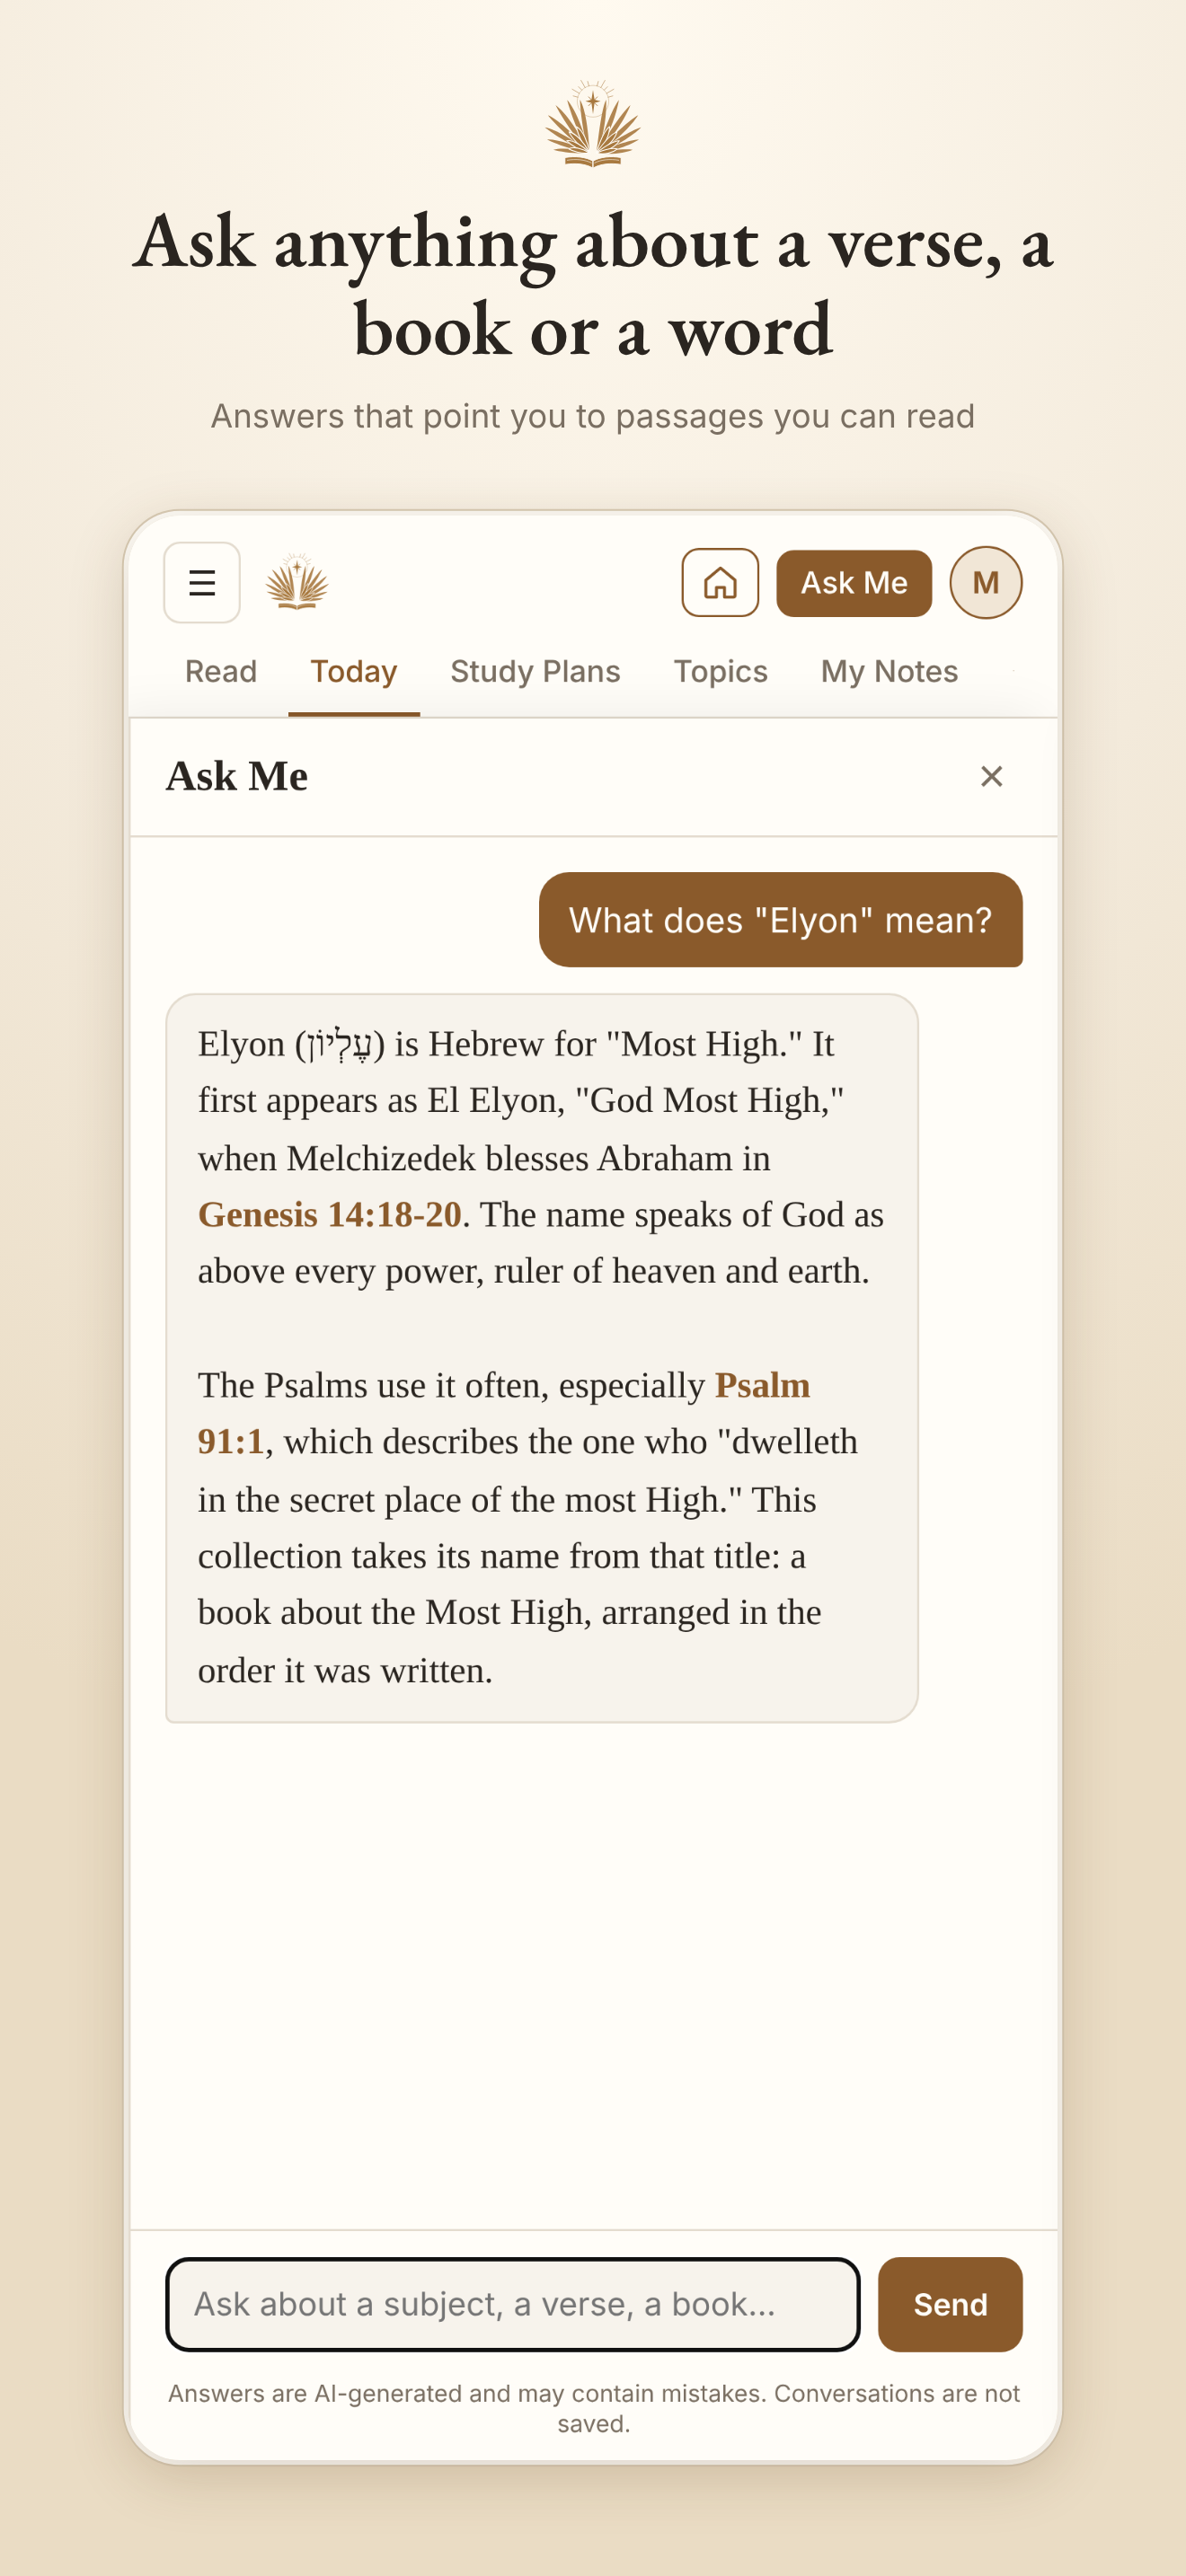 Ask anything about a verse, a
book or a word
Answers that point you to passages you can read
Ask Me
M
Read Today Study Plans Topics My Notes
Ask Me
What does "Elyon" mean?
Elyon (עֶלְיוֹן) is Hebrew for "Most High." It
first appears as El Elyon, "God Most High,"
when Melchizedek blesses Abraham in
Genesis 14:18-20. The name speaks of God as
above every power, ruler of heaven and earth.
The Psalms use it often, especially Psalm
91:1, which describes the one who "dwelleth
in the secret place of the most High." This
collection takes its name from that title: a
book about the Most High, arranged in the
order it was written.
Ask about a subject, a verse, a book...
Send
Answers are AI-generated and may contain mistakes. Conversations are not
saved.